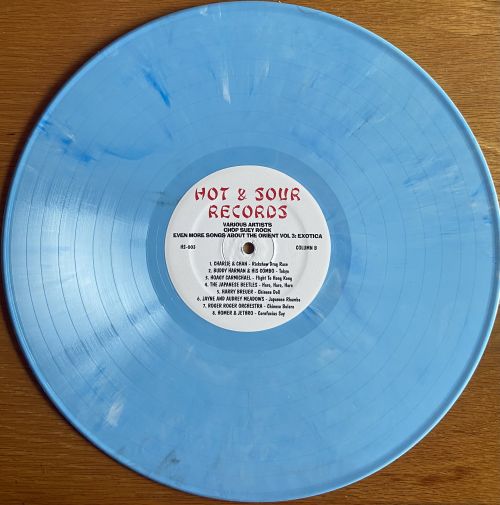 HOT & SOUR
RECORDS
VARIOUS ARTISTS
CHOP SUEY ROCK
EVEN MORE SONGS ABOUT THE ORIENT VOL 3: EXOTICA
HS-003 COLUMN B
1. CHARLIE & CHAN - Rickshaw Drag Race
2. BUDDY HARMAN & HIS COMBO - Tokyo
3. HOAGY CARMICHAEL - Flight To Hong Kong
4. THE JAPANESE BEETLES - Hara, Hara, Hara
5. HARRY BREUER - Chinese Doll
6. JAYNE AND AUDREY MEADOWS - Japanese Rhumba
7. ROGER ROGER ORCHESTRA - Chinese Bolero
8. HOMER & JETHRO - Confucius Say